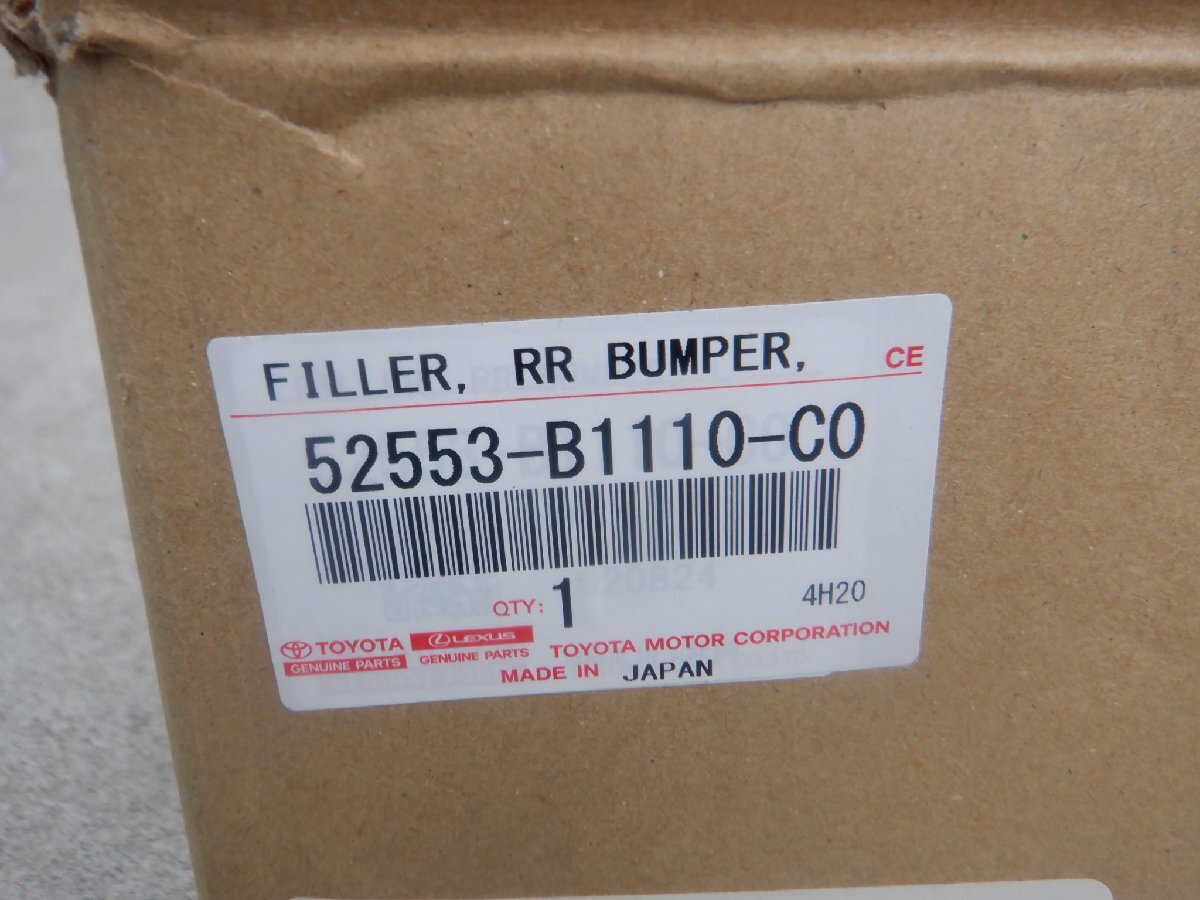 FILLER, RR BUMPER, CE
52553-B1110-C0
QTY: 1 4H20
TOYOTA LEXUS TOYOTA MOTOR CORPORATION
GENUINE PARTS GENUINE PARTS
MADE IN JAPAN
20824